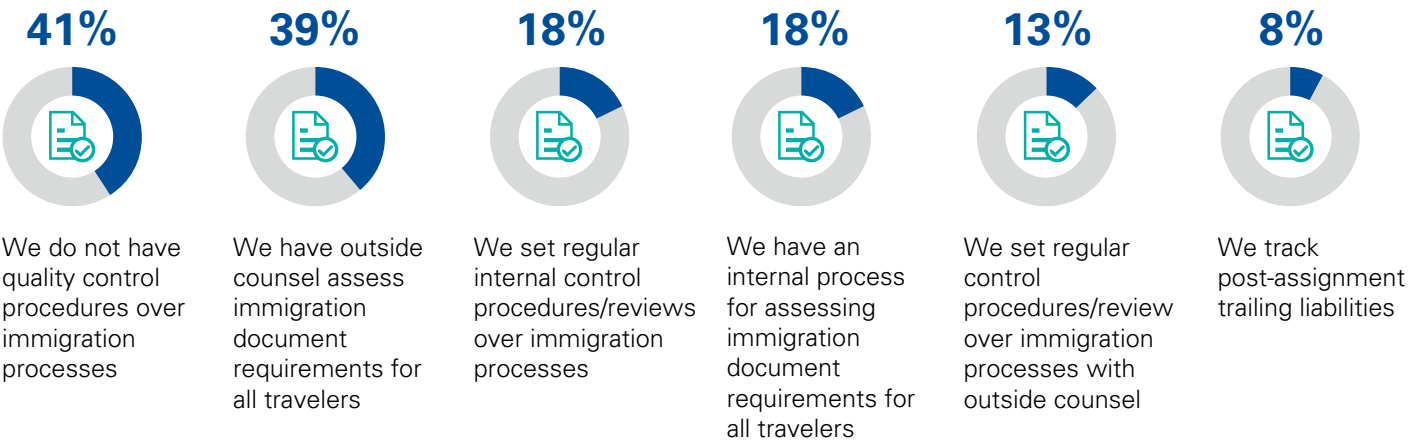 41%
We do not have
quality control
procedures over
immigration
processes
39%
We have outside
counsel assess
immigration
document
requirements for
all travelers
18%
We set regular
internal control
procedures/reviews
over immigration
processes
18%
We have an
internal process
for assessing
immigration
document
requirements for
all travelers
13%
We set regular
control
procedures/review
over immigration
processes with
outside counsel
8%
We track
post-assignment
trailing liabilities